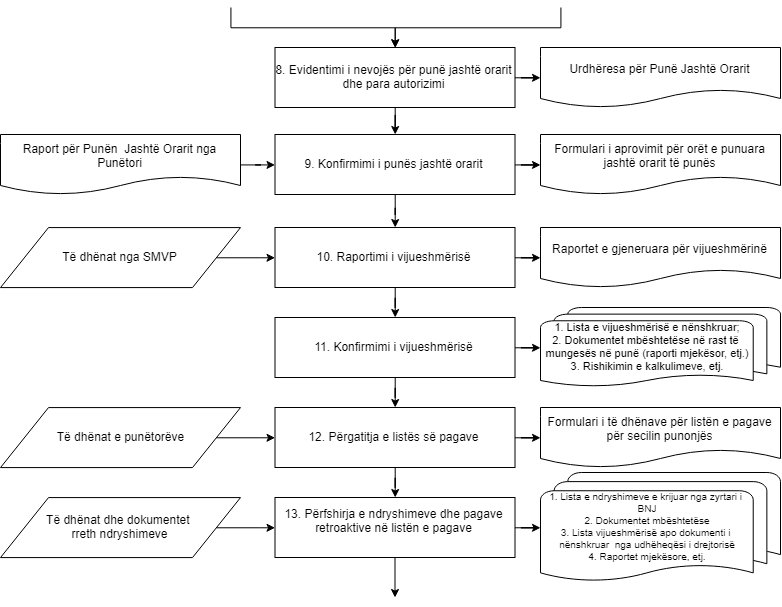 8. Evidentimi i nevojës për punë jashtë orarit
dhe para autorizimi
Urdhëresa për Punë Jashtë Orarit
Raport për Punën  Jashtë Orarit nga
Punëtori
9. Konfirmimi i punës jashtë orarit
Formulari i aprovimit për orët e punuara
jashtë orarit të punës
Të dhënat nga SMVP
10. Raportimi i vijueshmërisë
Raportet e gjeneruara për vijueshmërinë
11. Konfirmimi i vijueshmërisë
1. Lista e vijueshmërisë e nënshkruar;
2. Dokumentet mbështetëse në rast të
mungesës në punë (raporti mjekësor, etj.)
3. Rishikimin e kalkulimeve, etj.
Të dhënat e punëtorëve
12. Përgatitja e listës së pagave
Formulari i të dhënave për listën e pagave
për secilin punonjës
Të dhënat dhe dokumentet
rreth ndryshimeve
13. Përfshirja e ndryshimeve dhe pagave
retroaktive në listën e pagave
1. Lista e ndryshimeve e krijuar nga zyrtari i
BNJ
2. Dokumentet mbështetëse
3. Lista vijueshmërisë apo dokumenti i
nënshkruar  nga udhëheqësi i drejtorisë
4. Raportet mjekësore, etj.